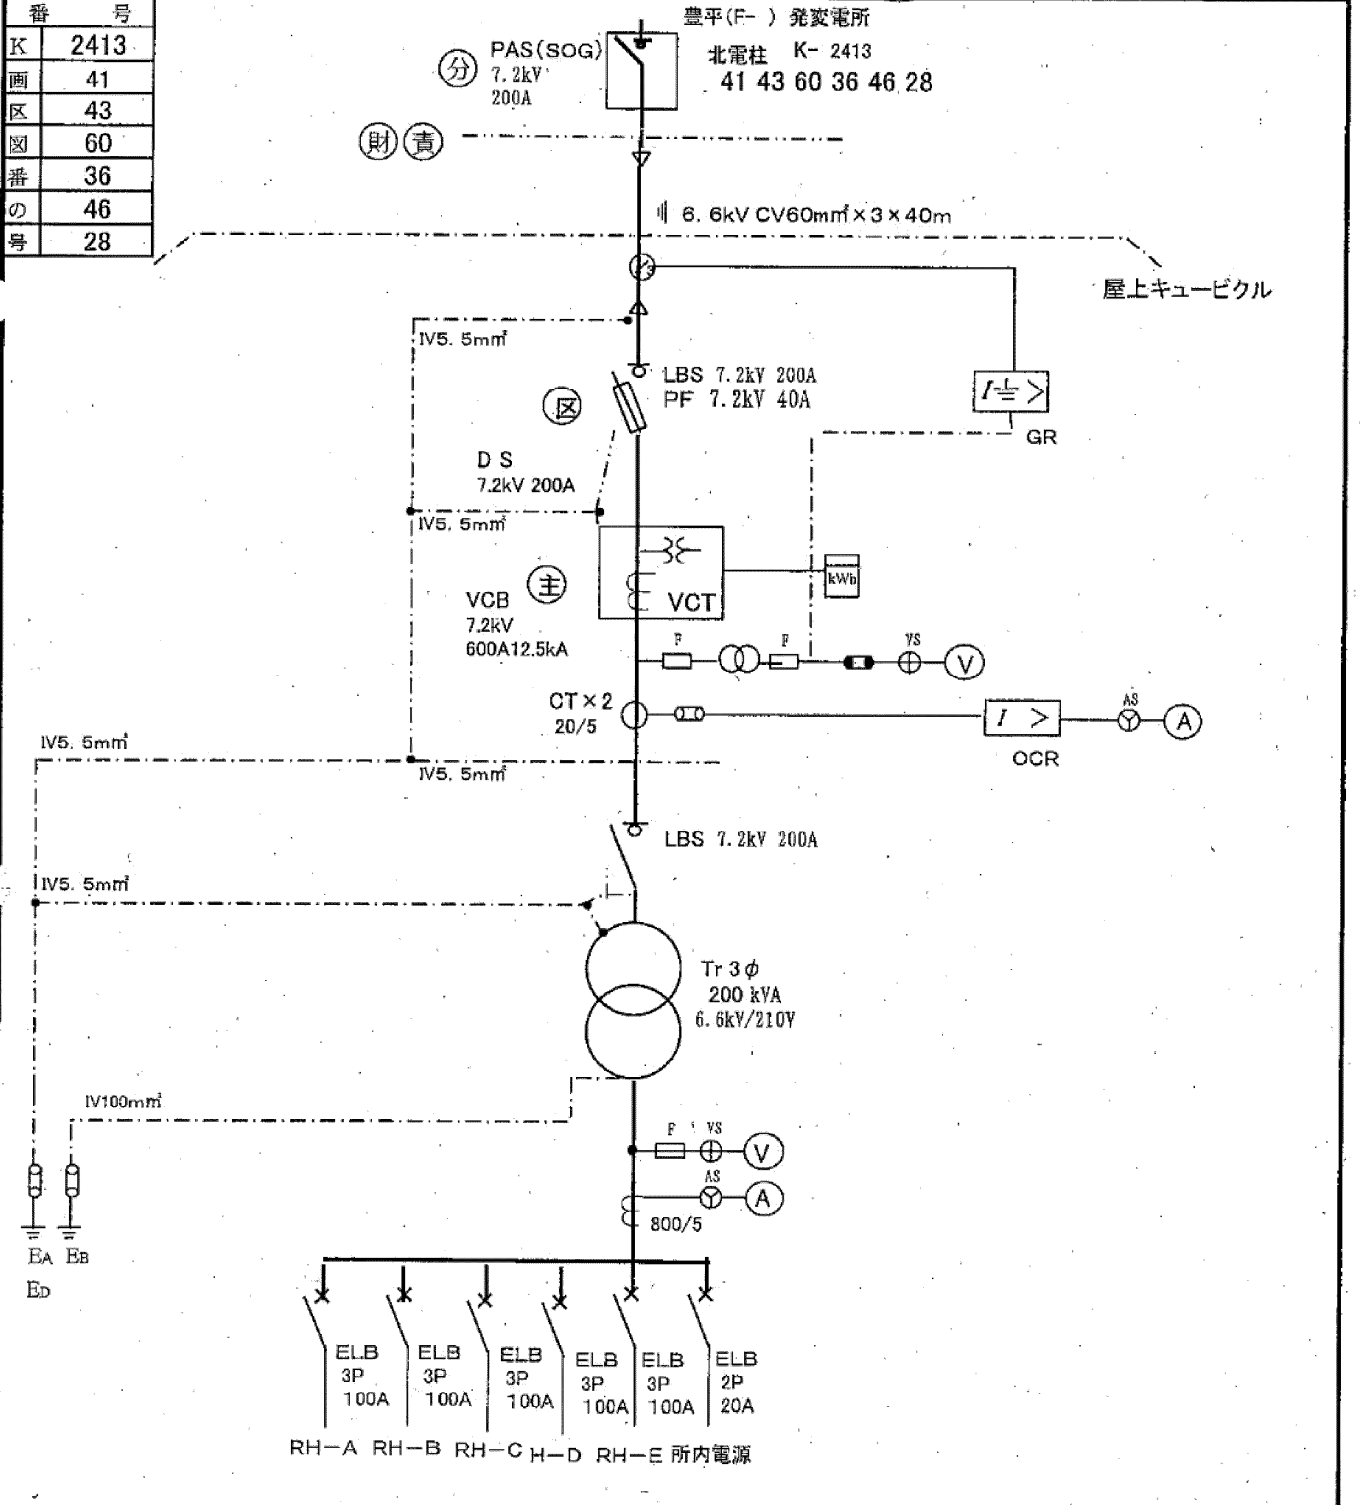 番 号
K 2413
画 41
区 43
図 60
番 36
の 46
号 28
豊平(F- ) 発変電所
北電柱 K- 2413
41 43 60 36 46 28
分 PAS(SOG)
7.2kV
200A
財 責
6.6kV CV60mm²×3×40m
屋上キュービクル
IV5.5mm²
LBS 7.2kV 200A
PF 7.2kV 40A
区
I >
GR
DS
7.2kV 200A
IV5.5mm²
主
VCB
7.2kV
600A12.5kA
VCT
kWh
F F VS V
CT×2
20/5
I > AS A
OCR
IV5.5mm²
IV5.5mm²
LBS 7.2kV 200A
IV5.5mm²
Tr 3φ
200 kVA
6.6kV/210V
IV100mm²
F VS V
AS A
800/5
EA EB
ED
ELB
3P
100A
ELB
3P
100A
ELB
3P
100A
ELB
3P
100A
ELB
3P
100A
ELB
2P
20A
RH-A RH-B RH-C H-D RH-E 所内電源